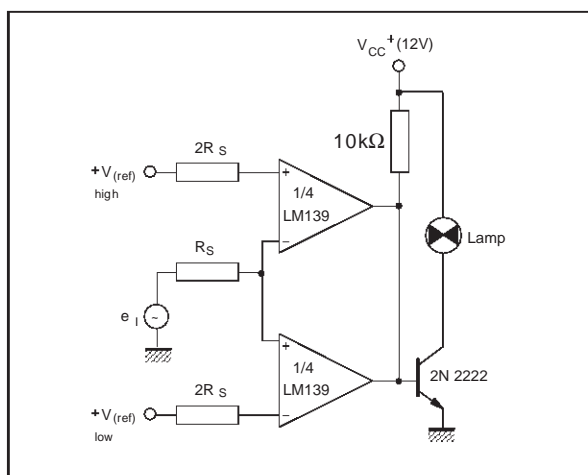 V CC + (12V)
2R S
10kΩ
+V (ref)
high
+
1/4
LM139
−
Lamp
R S
e I
~
+
1/4
LM139
−
2N 2222
2R S
+V (ref)
low